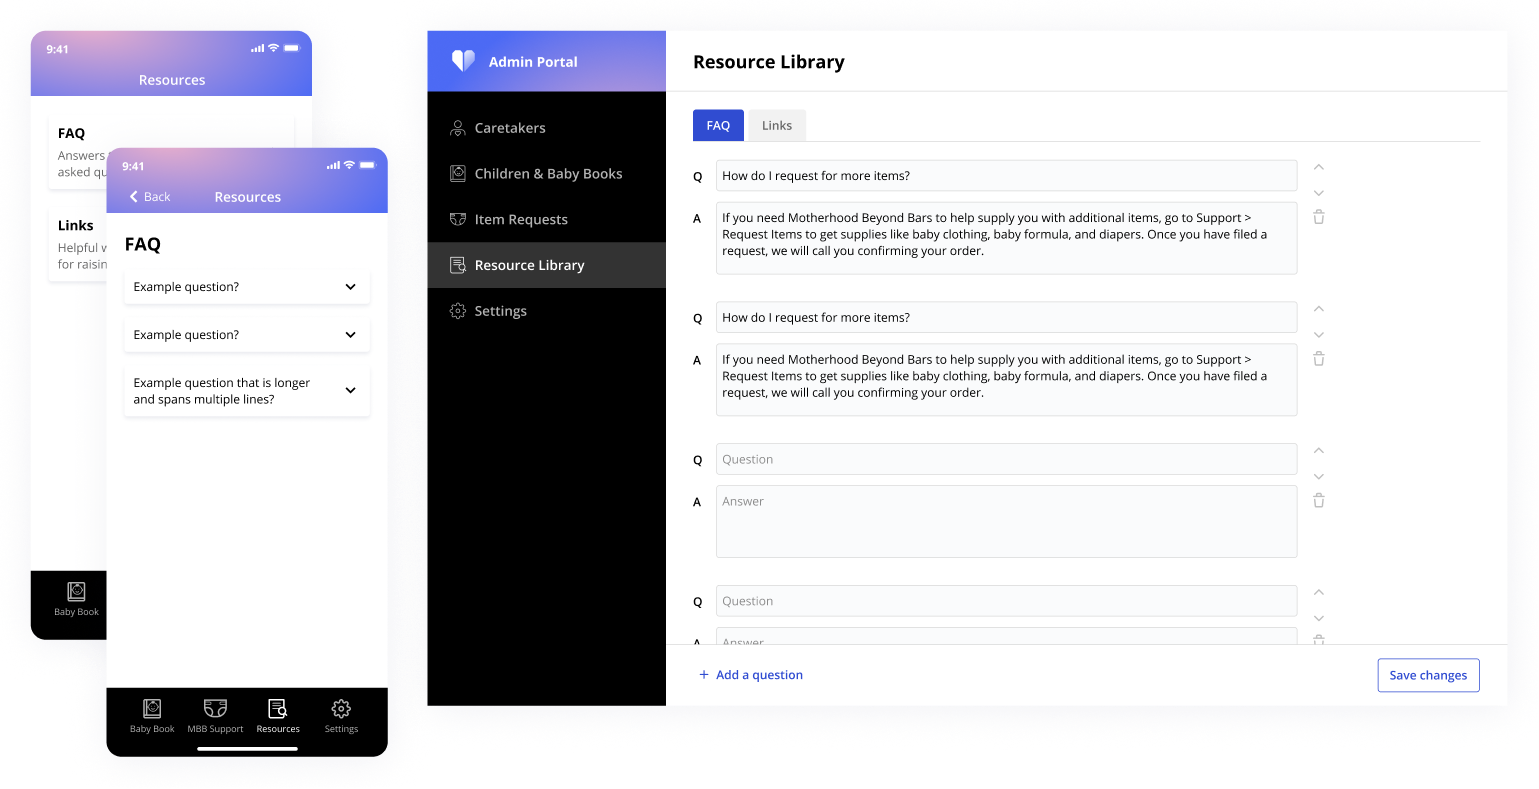 9:41
Resources
FAQ
Answers
asked
Links
Helpful
for
Baby Book
9:41
Back
Resources
FAQ
Example question?
Example question?
Example question that is longer
and spans multiple lines?
Baby Book
MBB Support
Resources
Settings
Admin Portal
Caretakers
Children & Baby Books
Item Requests
Resource Library
Settings
Resource Library
FAQ
Links
Q
How do I request for more items?
A
If you need Motherhood Beyond Bars to help supply you with additional items, go to Support >
Request Items to get supplies like baby clothing, baby formula, and diapers. Once you have filed a
request, we will call you confirming your order.
Q
How do I request for more items?
A
If you need Motherhood Beyond Bars to help supply you with additional items, go to Support >
Request Items to get supplies like baby clothing, baby formula, and diapers. Once you have filed a
request, we will call you confirming your order.
Q
Question
A
Answer
Q
Question
A
Answer
+ Add a question
Save changes